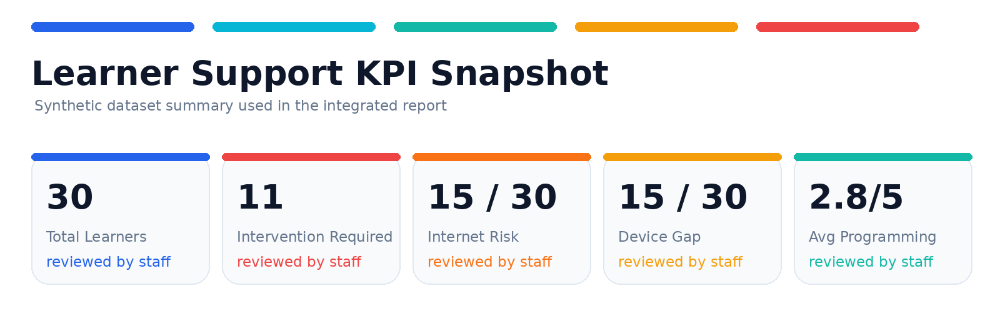 Learner Support KPI Snapshot
Synthetic dataset summary used in the integrated report
30
Total Learners
reviewed by staff
11
Intervention Required
reviewed by staff
15 / 30
Internet Risk
reviewed by staff
15 / 30
Device Gap
reviewed by staff
2.8/5
Avg Programming
reviewed by staff